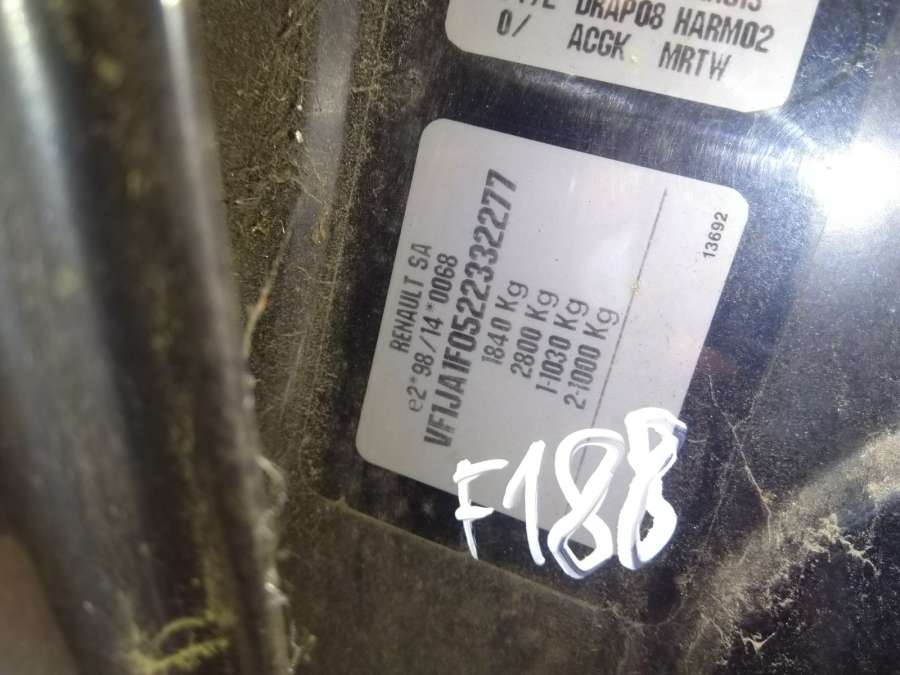 DRAP08 HARM02
0/ ACGK MRTW
RENAULT SA
e2*98/14*0068
VF1JA1F0522332277
1840 Kg
2800 Kg
1-1030 Kg
2-1000 Kg
13692
F188